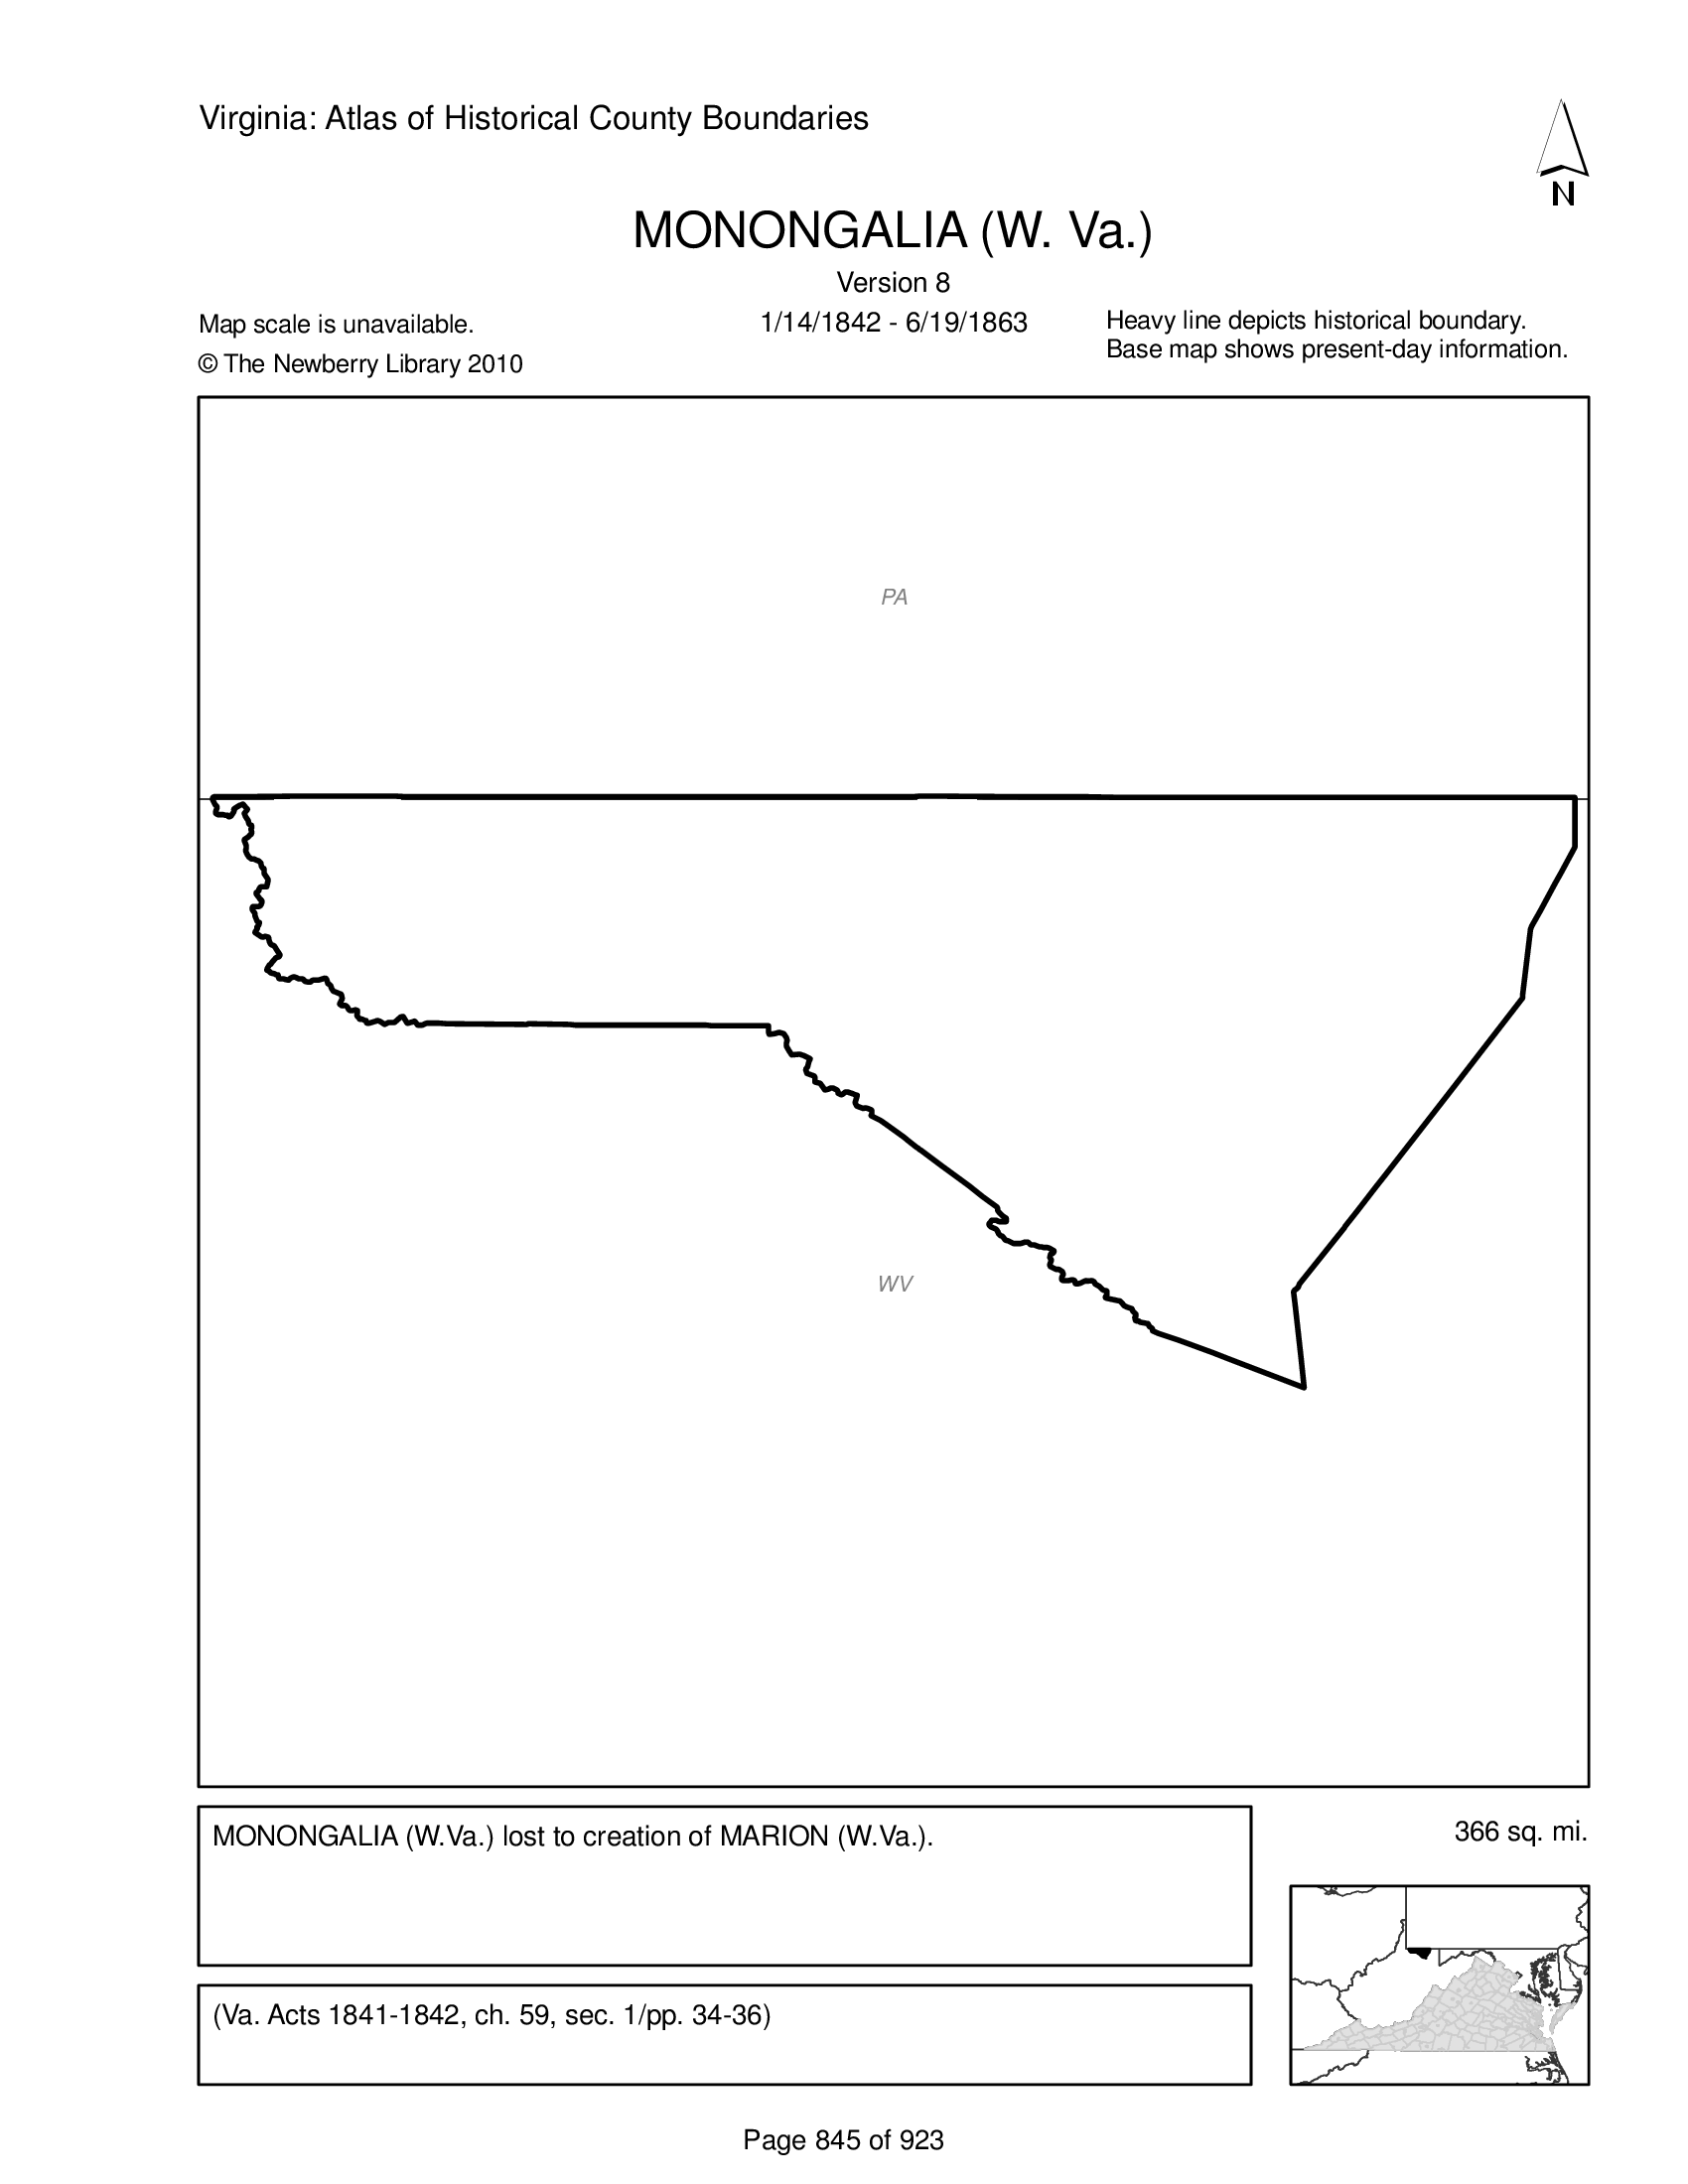 Virginia: Atlas of Historical County Boundaries
N
MONONGALIA (W. Va.)
Version 8
Map scale is unavailable.
1/14/1842 - 6/19/1863
Heavy line depicts historical boundary.
Base map shows present-day information.
© The Newberry Library 2010
PA
WV
MONONGALIA (W.Va.) lost to creation of MARION (W.Va.).
366 sq. mi.
(Va. Acts 1841-1842, ch. 59, sec. 1/pp. 34-36)
Page 845 of 923